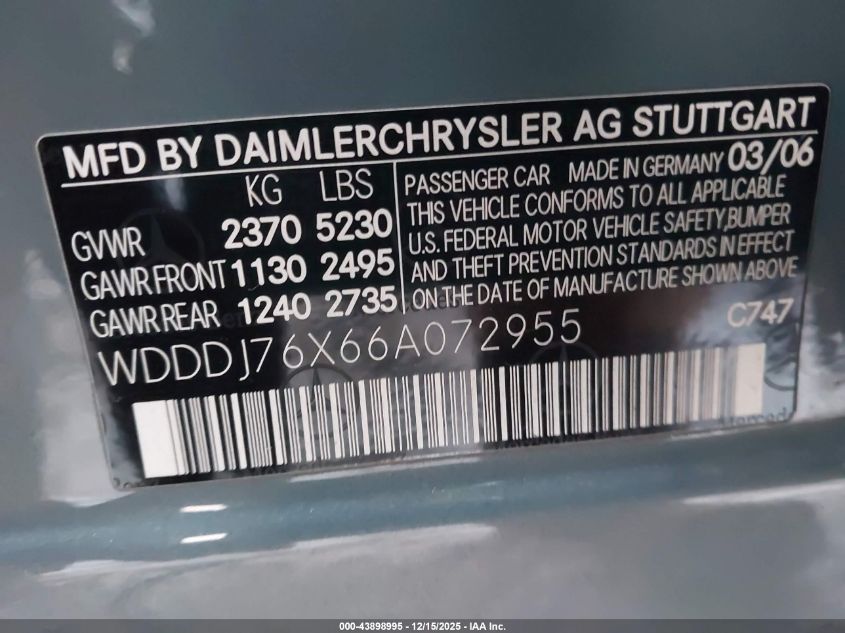 MFD BY DAIMLERCHRYSLER AG STUTTGART
KG LBS
GVWR 2370 5230
GAWR FRONT 1130 2495
GAWR REAR 1240 2735
PASSENGER CAR MADE IN GERMANY 03/06
THIS VEHICLE CONFORMS TO ALL APPLICABLE
U.S. FEDERAL MOTOR VEHICLE SAFETY,BUMPER
AND THEFT PREVENTION STANDARDS IN EFFECT
ON THE DATE OF MANUFACTURE SHOWN ABOVE
WDDDJ76X66A072955
C747
000-43898995 - 12/15/2025 - IAA Inc.